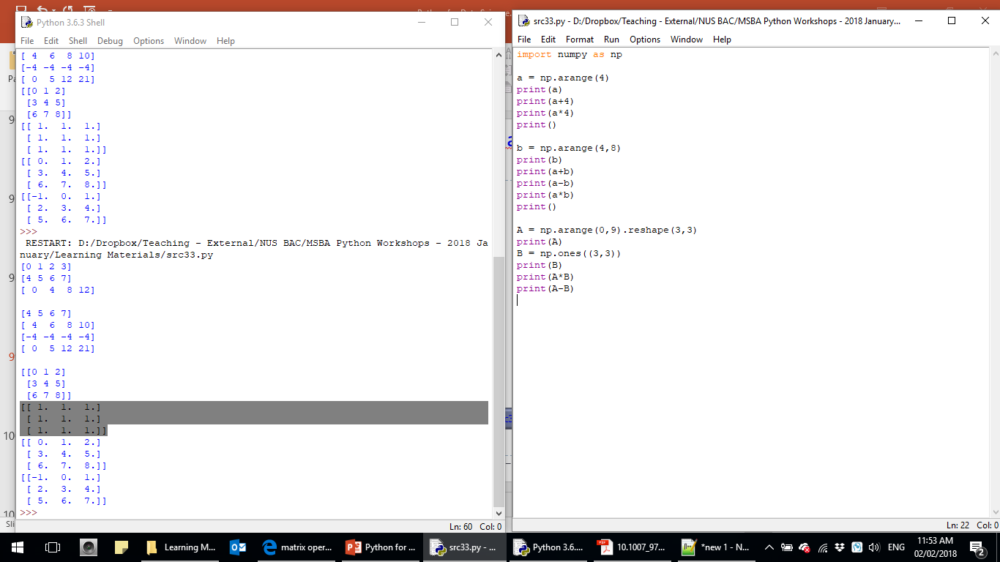 Python 3.6.3 Shell
File Edit Shell Debug Options Window Help
[ 4  6  8 10]
[-4 -4 -4 -4]
[ 0  5 12 21]
[[0 1 2]
 [3 4 5]
 [6 7 8]]
[[ 1.  1.  1.]
 [ 1.  1.  1.]
 [ 1.  1.  1.]]
[[ 0.  1.  2.]
 [ 3.  4.  5.]
 [ 6.  7.  8.]]
[[-1.  0.  1.]
 [ 2.  3.  4.]
 [ 5.  6.  7.]]
>>>
 RESTART: D:/Dropbox/Teaching - External/NUS BAC/MSBA Python Workshops - 2018 Ja
nuary/Learning Materials/src33.py
[0 1 2 3]
[4 5 6 7]
[ 0  4  8 12]
[4 5 6 7]
[ 4  6  8 10]
[-4 -4 -4 -4]
[ 0  5 12 21]
[[0 1 2]
 [3 4 5]
 [6 7 8]]
[[ 1.  1.  1.]
 [ 1.  1.  1.]
 [ 1.  1.  1.]]
[[ 0.  1.  2.]
 [ 3.  4.  5.]
 [ 6.  7.  8.]]
[[-1.  0.  1.]
 [ 2.  3.  4.]
 [ 5.  6.  7.]]
>>>
Ln: 60 Col: 0
src33.py - D:/Dropbox/Teaching - External/NUS BAC/MSBA Python Workshops - 2018 January...
File Edit Format Run Options Window Help
import numpy as np
a = np.arange(4)
print(a)
print(a+4)
print(a*4)
print()
b = np.arange(4,8)
print(b)
print(a+b)
print(a-b)
print(a*b)
print()
A = np.arange(0,9).reshape(3,3)
print(A)
B = np.ones((3,3))
print(B)
print(A*B)
print(A-B)
Ln: 22 Col: 0
Learning M... matrix oper... Python for ... src33.py - ... Python 3.6.... 10.1007_97... *new 1 - N... ENG 11:53 AM
02/02/2018 2